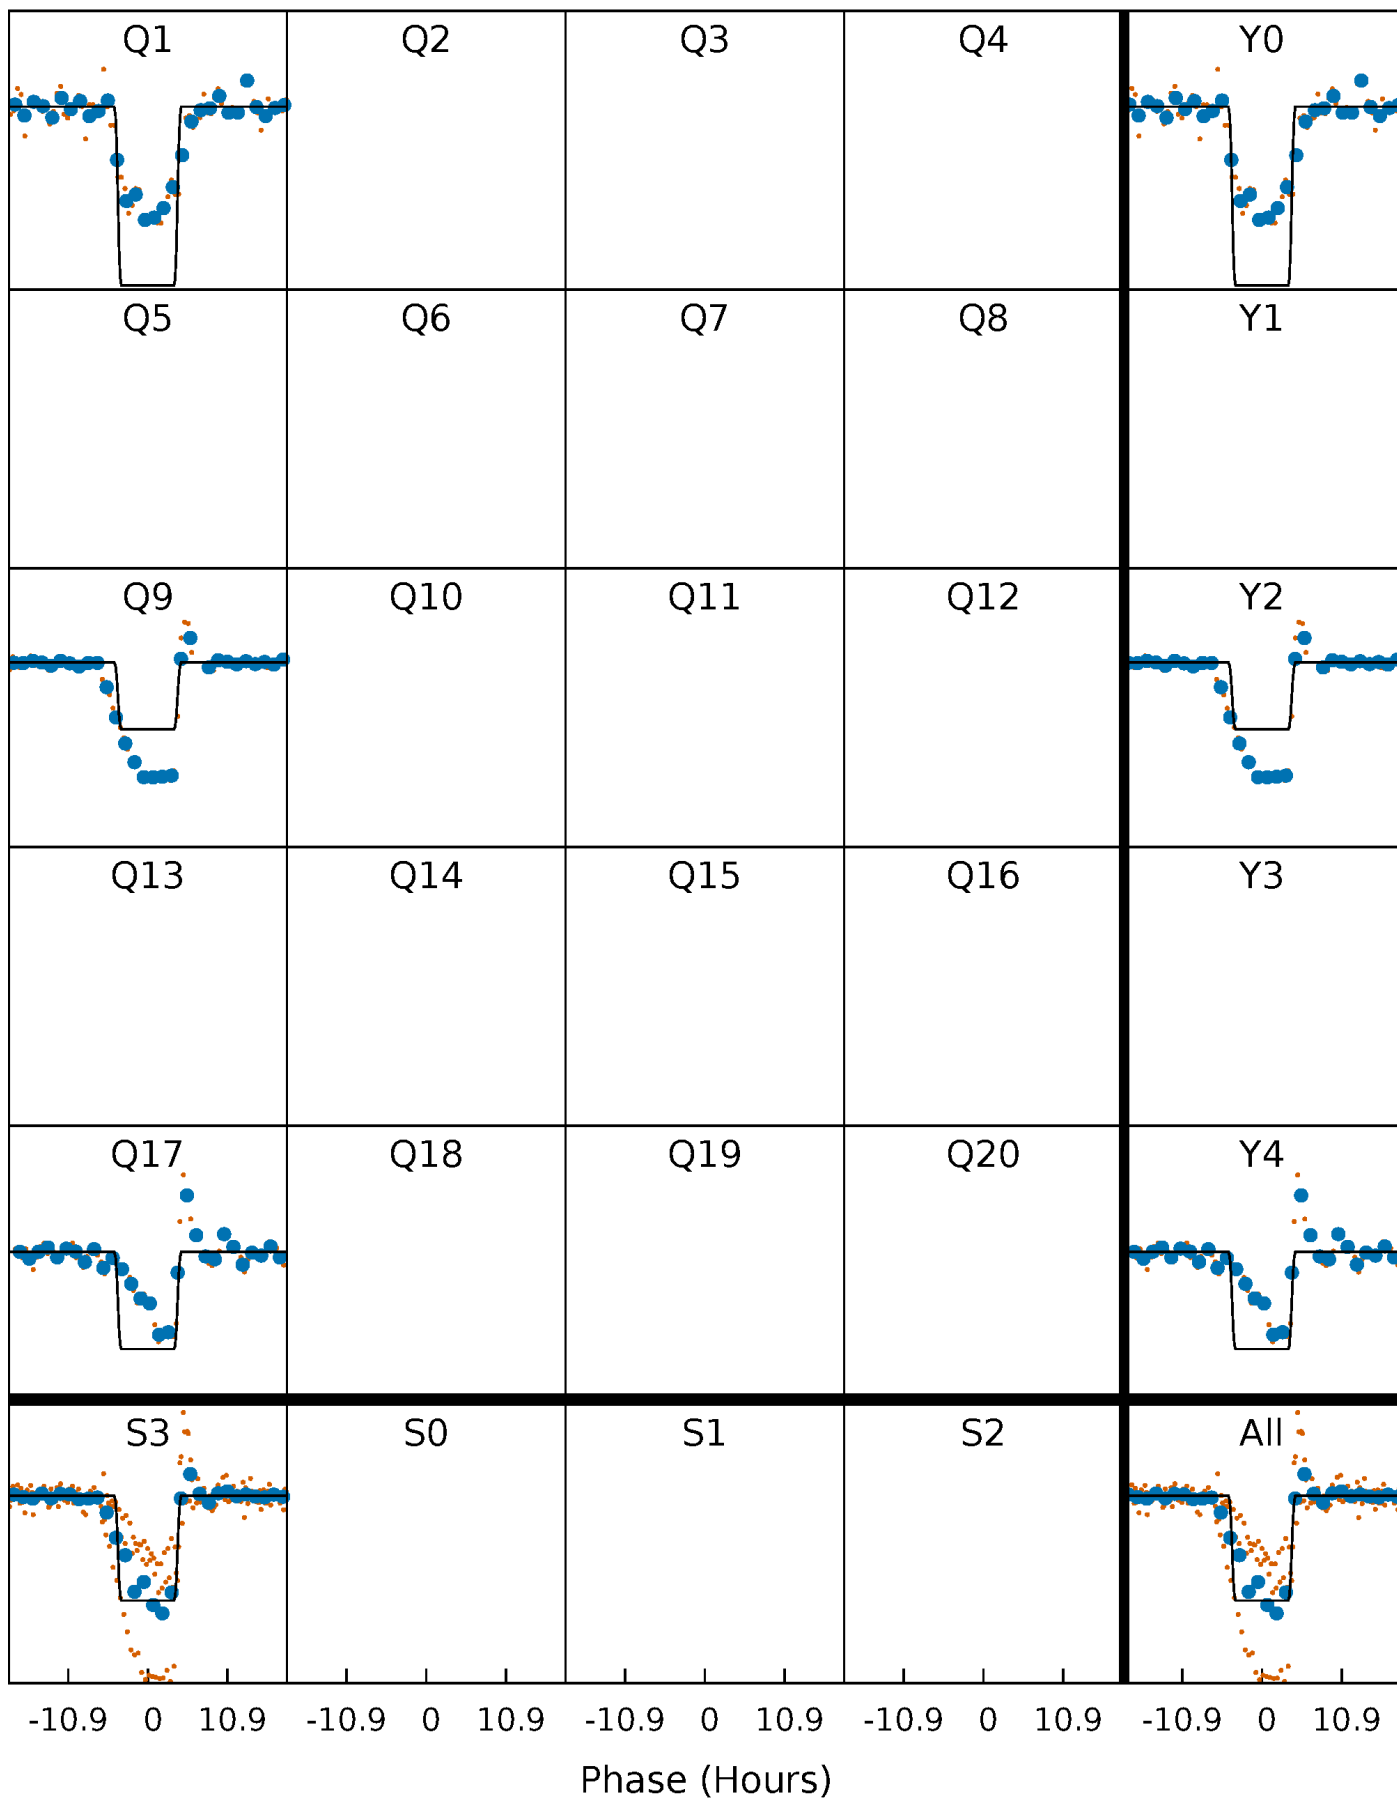 Q1 Q2 Q3 Q4 Y0
Q5 Q6 Q7 Q8 Y1
Q9 Q10 Q11 Q12 Y2
Q13 Q14 Q15 Q16 Y3
Q17 Q18 Q19 Q20 Y4
S3 S0 S1 S2 All
-10.9 0 10.9 -10.9 0 10.9 -10.9 0 10.9 -10.9 0 10.9 -10.9 0 10.9
Phase (Hours)